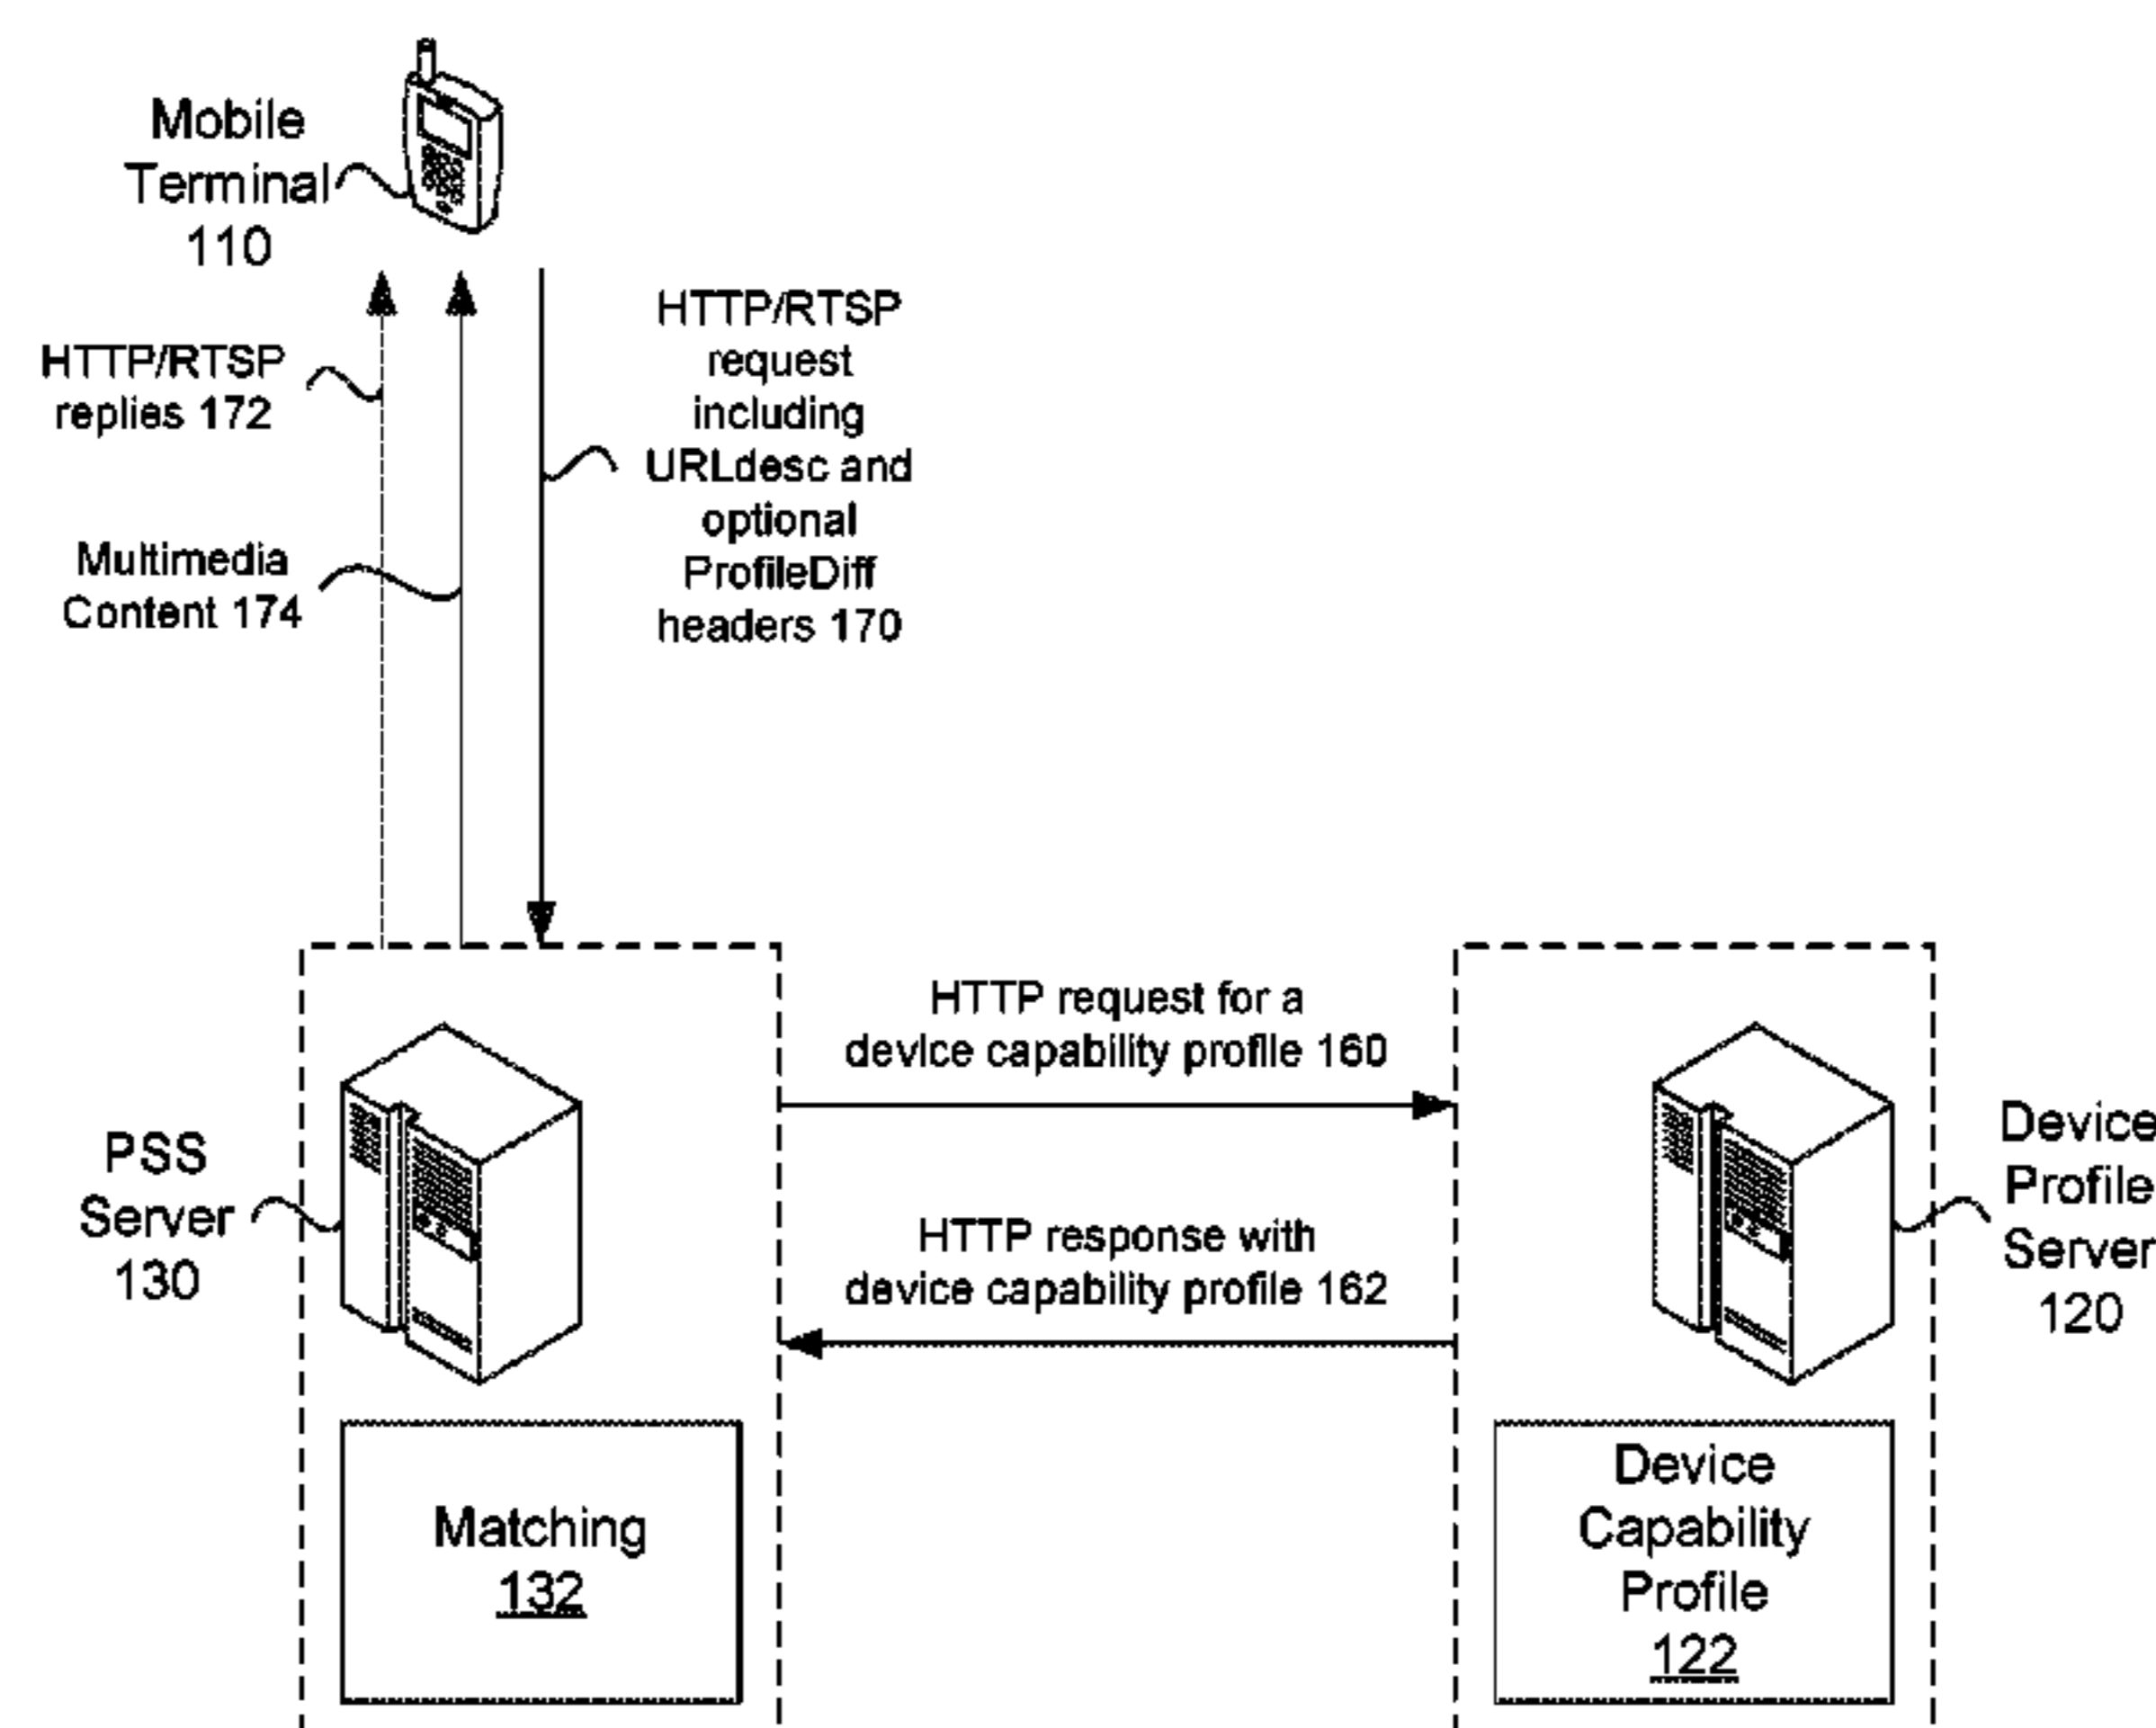 Mobile
Terminal
110
HTTP/RTSP
replies 172
Multimedia
Content 174
HTTP/RTSP
request
including
URLdesc and
optional
ProfileDiff
headers 170
HTTP request for a
device capability profile 160
HTTP response with
device capability profile 162
PSS
Server
130
Matching
132
Device
Profile
Server
120
Device
Capability
Profile
122